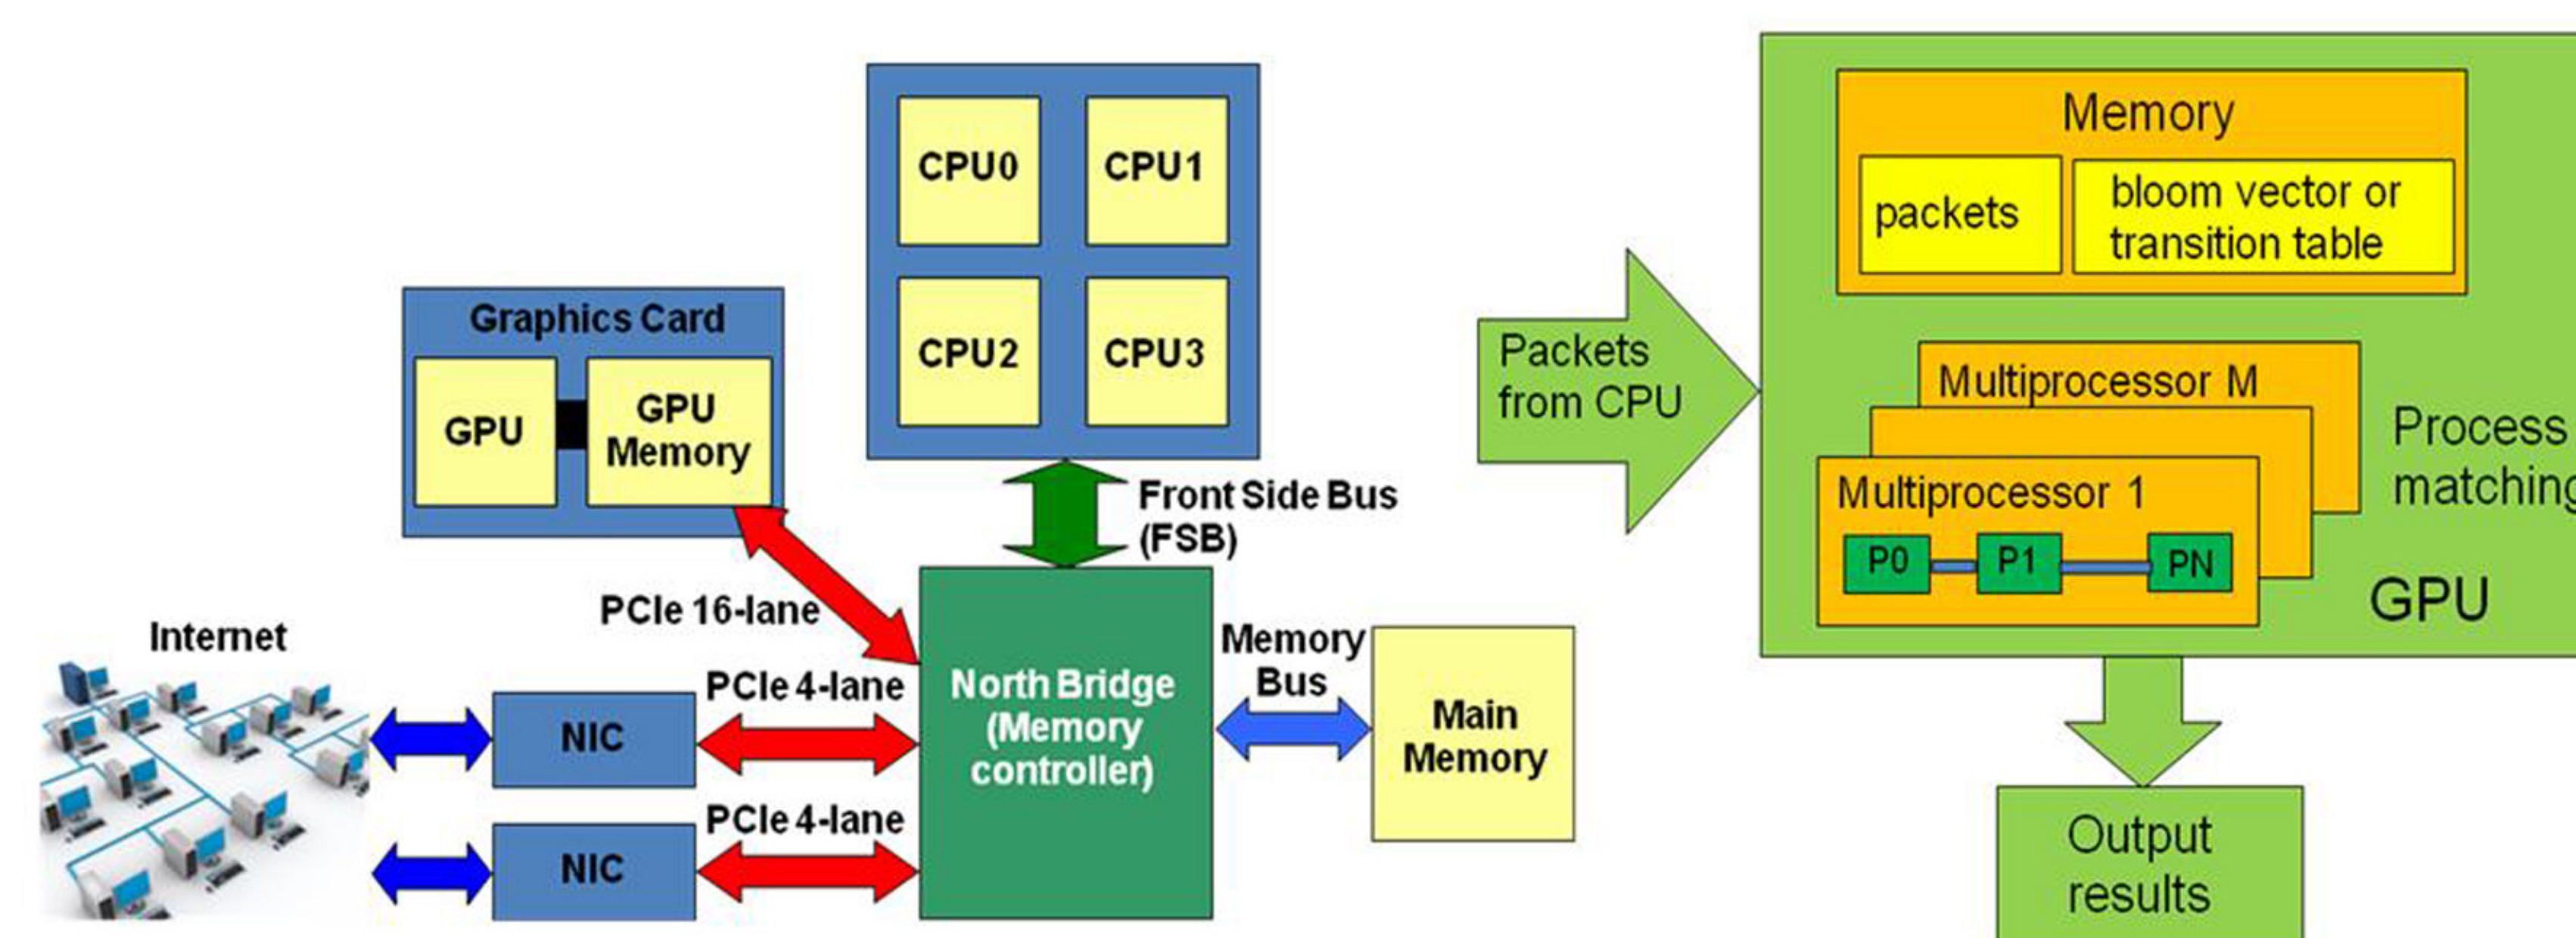 CPU0
CPU1
CPU2
CPU3
Graphics Card
GPU
GPU
Memory
Front Side Bus
(FSB)
PCIe 16-lane
Internet
NIC
PCIe 4-lane
NIC
PCIe 4-lane
North Bridge
(Memory
controller)
Memory
Bus
Main
Memory
Packets
from CPU
Memory
packets
bloom vector or
transition table
Multiprocessor M
Multiprocessor 1
P0
P1
PN
Process
matching
GPU
Output
results